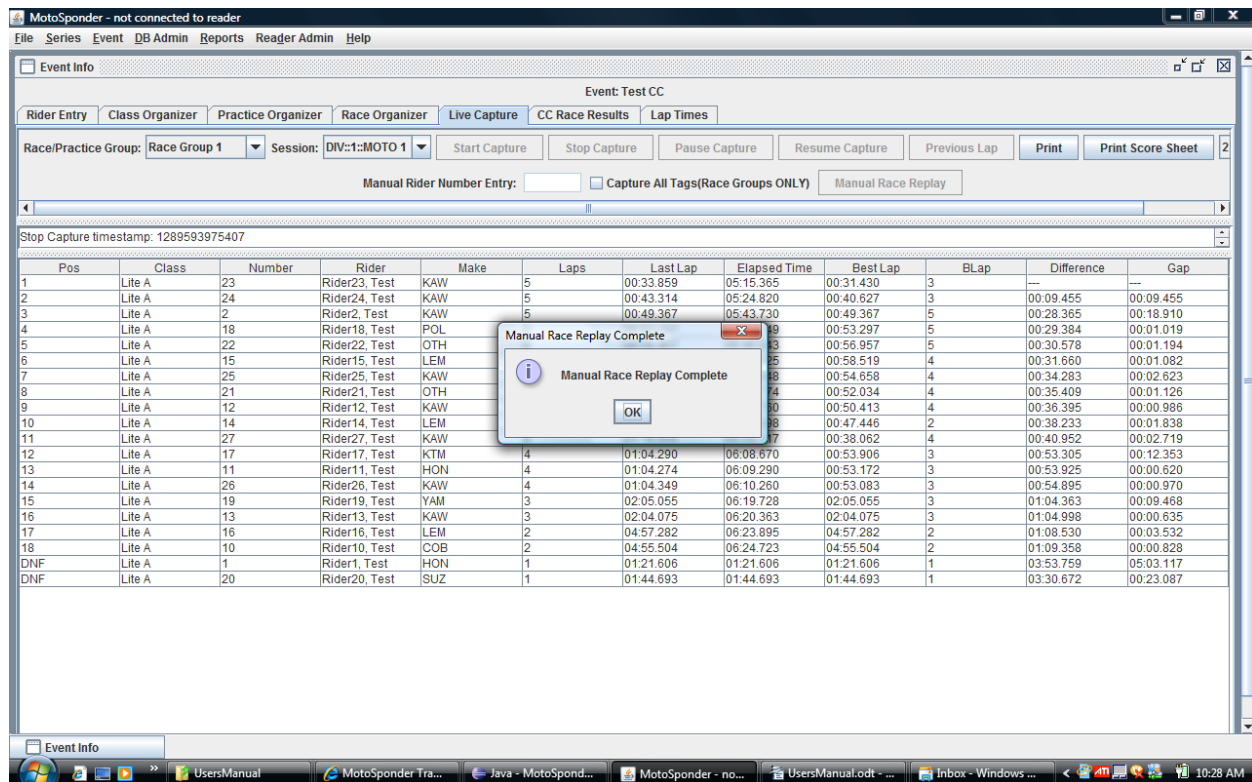 MotoSponder - not connected to reader
File Series Event DB Admin Reports Reader Admin Help
Event Info
Event: Test CC
Rider Entry Class Organizer Practice Organizer Race Organizer Live Capture CC Race Results Lap Times
Race/Practice Group: Race Group 1 Session: DIV::1::MOTO 1 Start Capture Stop Capture Pause Capture Resume Capture Previous Lap Print Print Score Sheet 2
Manual Rider Number Entry: Capture All Tags(Race Groups ONLY) Manual Race Replay
Stop Capture timestamp: 1289593975407
Pos Class Number Rider Make Laps Last Lap Elapsed Time Best Lap BLap Difference Gap
1 Lite A 23 Rider23, Test KAW 5 00:33.859 05:15.365 00:31.430 3 --- ---
2 Lite A 24 Rider24, Test KAW 5 00:43.314 05:24.820 00:40.627 3 00:09.455 00:09.455
3 Lite A 2 Rider2, Test KAW 5 00:49.367 05:43.730 00:49.367 5 00:28.365 00:18.910
4 Lite A 18 Rider18, Test POL 00:53.297 5 00:29.384 00:01.019
5 Lite A 22 Rider22, Test OTH 00:56.957 5 00:30.578 00:01.194
6 Lite A 15 Rider15, Test LEM 00:58.519 4 00:31.660 00:01.082
7 Lite A 25 Rider25, Test KAW 00:54.658 4 00:34.283 00:02.623
8 Lite A 21 Rider21, Test OTH 00:52.034 4 00:35.409 00:01.126
9 Lite A 12 Rider12, Test KAW 00:50.413 4 00:36.395 00:00.986
10 Lite A 14 Rider14, Test LEM 00:47.446 2 00:38.233 00:01.838
11 Lite A 27 Rider27, Test KAW 00:38.062 4 00:40.952 00:02.719
12 Lite A 17 Rider17, Test KTM 4 01:04.290 06:08.670 00:53.906 3 00:53.305 00:12.353
13 Lite A 11 Rider11, Test HON 4 01:04.274 06:09.290 00:53.172 3 00:53.925 00:00.620
14 Lite A 26 Rider26, Test KAW 4 01:04.349 06:10.260 00:53.083 3 00:54.895 00:00.970
15 Lite A 19 Rider19, Test YAM 3 02:05.055 06:19.728 02:05.055 3 01:04.363 00:09.468
16 Lite A 13 Rider13, Test KAW 3 02:04.075 06:20.363 02:04.075 3 01:04.998 00:00.635
17 Lite A 16 Rider16, Test LEM 2 04:57.282 06:23.895 04:57.282 2 01:08.530 00:03.532
18 Lite A 10 Rider10, Test COB 2 04:55.504 06:24.723 04:55.504 2 01:09.358 00:00.828
DNF Lite A 1 Rider1, Test HON 1 01:21.606 01:21.606 01:21.606 1 03:53.759 05:03.117
DNF Lite A 20 Rider20, Test SUZ 1 01:44.693 01:44.693 01:44.693 1 03:30.672 00:23.087
Manual Race Replay Complete
Manual Race Replay Complete
OK
Event Info
UsersManual MotoSponder Tra... Java - MotoSpond... MotoSponder - no... UsersManual.odt - ... Inbox - Windows ... 10:28 AM